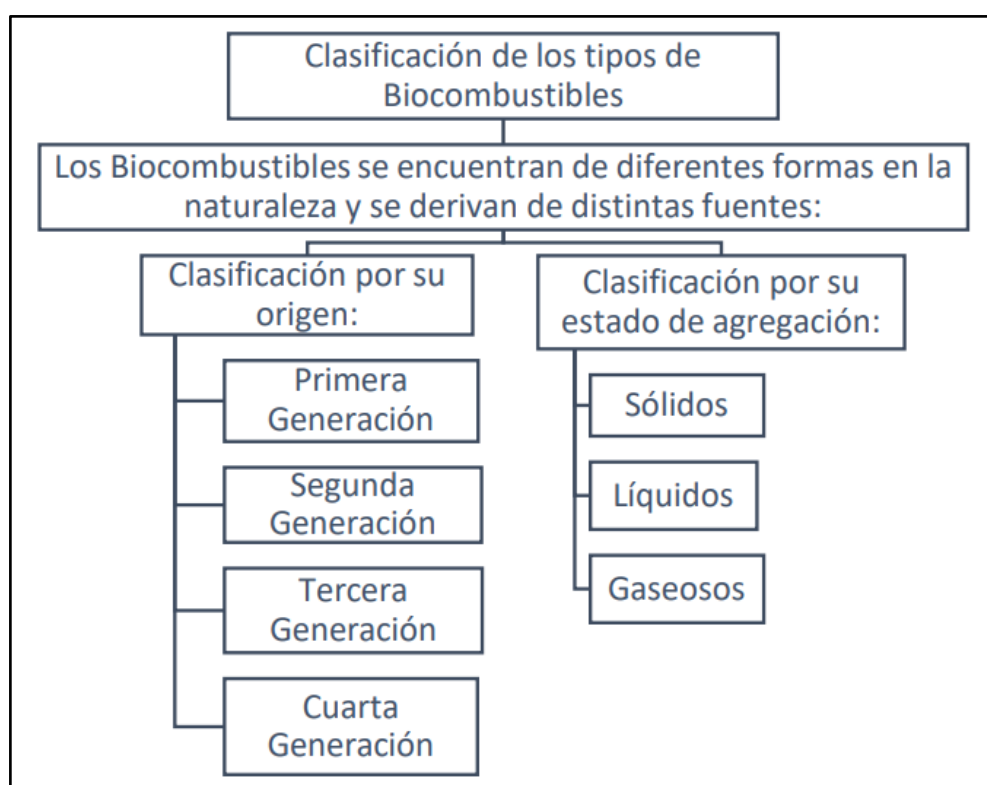 Clasificación de los tipos de
Biocombustibles
Los Biocombustibles se encuentran de diferentes formas en la
naturaleza y se derivan de distintas fuentes:
Clasificación por su
origen:
Primera
Generación
Segunda
Generación
Tercera
Generación
Cuarta
Generación
Clasificación por su
estado de agregación:
Sólidos
Líquidos
Gaseosos